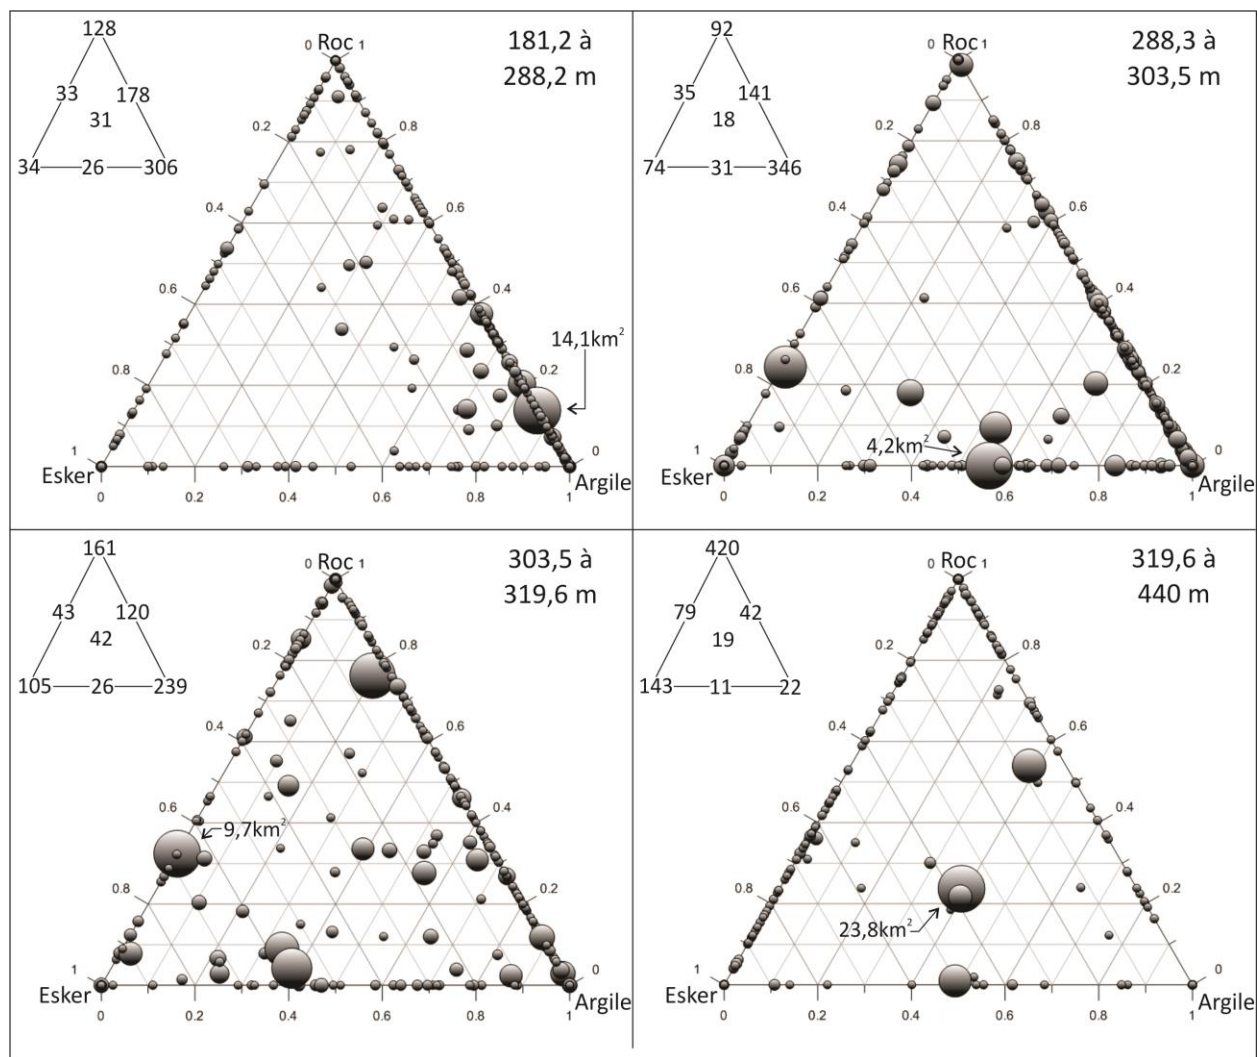 128
33 178
31
34 26 306
181,2 à
288,2 m
Roc
0 1
0.2 0.8
0.4 0.6
0.6 0.4
14,1km²
0.8 0.2
1 0
Esker Argile
0 0.2 0.4 0.6 0.8 1
92
35 141
18
74 31 346
288,3 à
303,5 m
Roc
0 1
0.2 0.8
0.4 0.6
0.6 0.4
0.8 0.2
4,2km²
1 0
Esker Argile
0 0.2 0.4 0.6 0.8 1
161
43 120
42
105 26 239
303,5 à
319,6 m
Roc
0 1
0.2 0.8
0.4 0.6
0.6 0.4
9,7km²
0.8 0.2
1 0
Esker Argile
0 0.2 0.4 0.6 0.8 1
420
79 42
19
143 11 22
319,6 à
440 m
Roc
0 1
0.2 0.8
0.4 0.6
0.6 0.4
0.8 0.2
23,8km²
1 0
Esker Argile
0 0.2 0.4 0.6 0.8 1